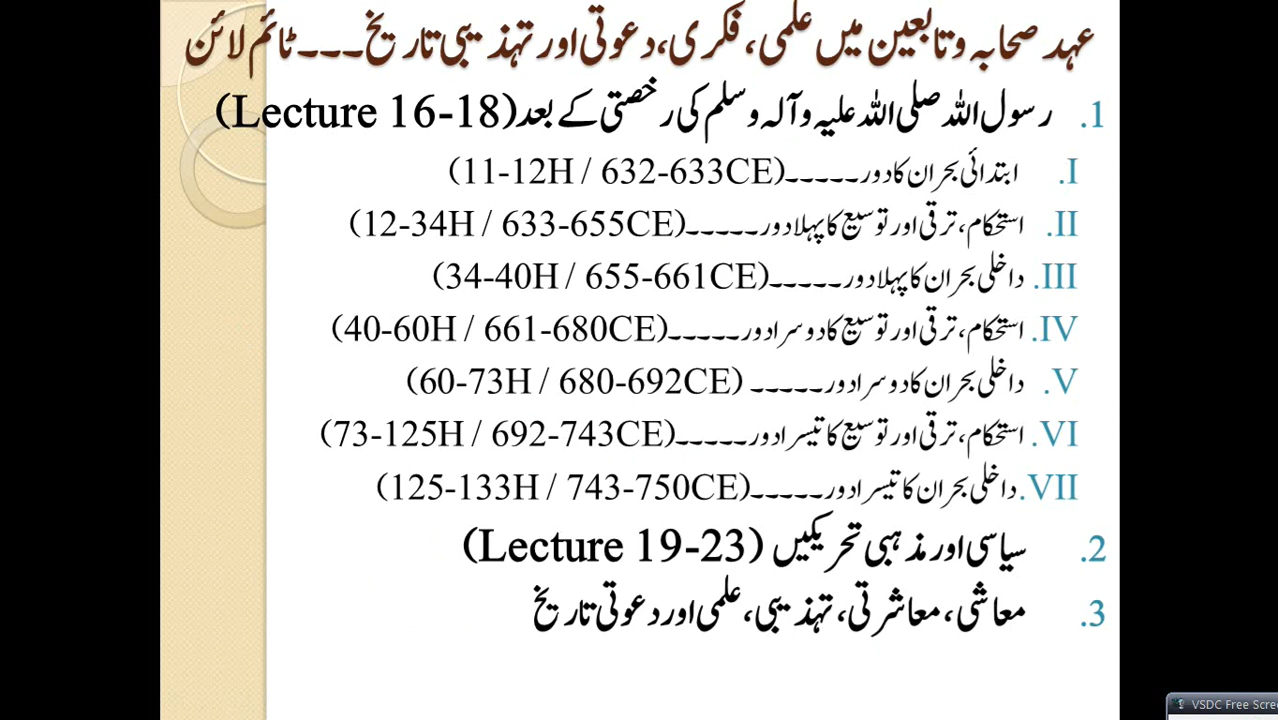 عہد صحابہ و تابعین میں علمی، فکری، دعوتی اور تہذیبی تاریخ۔۔۔ ٹائم لائن
1. رسول اللہ صلی اللہ علیہ وآلہ وسلم کی رخصتی کے بعد (Lecture 16-18)
I. ابتدائی بحران کا دور۔۔۔۔۔(11-12H / 632-633CE)
II. استحکام، ترقی اور توسیع کا پہلا دور۔۔۔۔۔(12-34H / 633-655CE)
III. داخلی بحران کا پہلا دور۔۔۔۔۔(34-40H / 655-661CE)
IV. استحکام، ترقی اور توسیع کا دوسرا دور۔۔۔۔۔(40-60H / 661-680CE)
V. داخلی بحران کا دوسرا دور۔۔۔۔۔ (60-73H / 680-692CE)
VI. استحکام، ترقی اور توسیع کا تیسرا دور۔۔۔۔۔(73-125H / 692-743CE)
VII. داخلی بحران کا تیسرا دور۔۔۔۔۔(125-133H / 743-750CE)
2. سیاسی اور مذہبی تحریکیں (Lecture 19-23)
3. معاشی، معاشرتی، تہذیبی، علمی اور دعوتی تاریخ
VSDC Free Scre